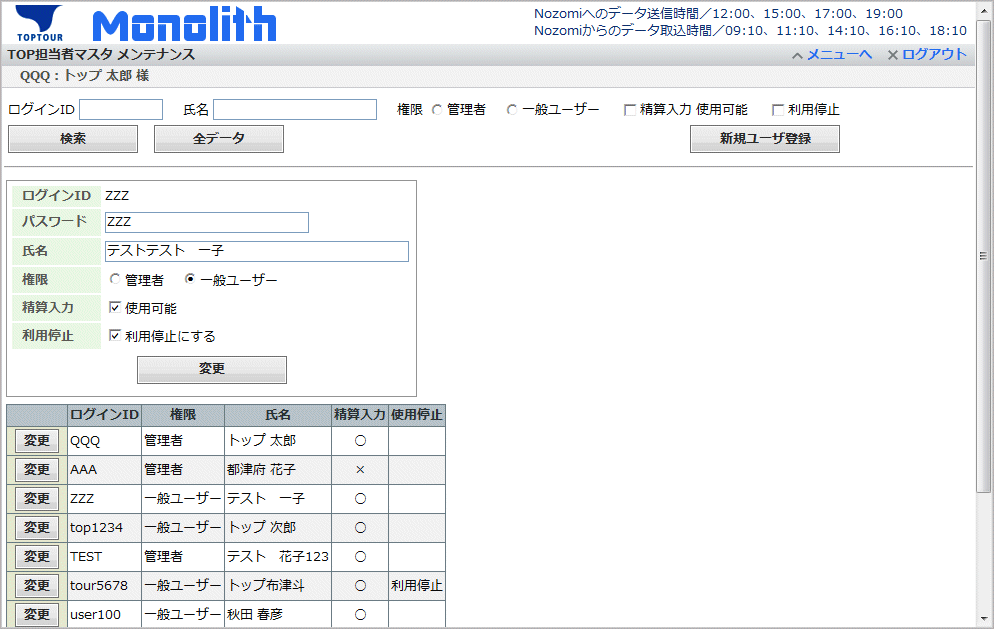 TOPTOUR
Monolith
Nozomiへのデータ送信時間／12:00、15:00、17:00、19:00
Nozomiからのデータ取込時間／09:10、11:10、14:10、16:10、18:10
TOP担当者マスタ メンテナンス
メニューへ ログアウト
QQQ：トップ 太郎 様
ログインID 氏名 権限 管理者 一般ユーザー 精算入力 使用可能 利用停止
検索 全データ 新規ユーザ登録
ログインID ZZZ
パスワード ZZZ
氏名 テストテスト　一子
権限 管理者 一般ユーザー
精算入力 使用可能
利用停止 利用停止にする
変更
ログインID 権限 氏名 精算入力 使用停止
変更 QQQ 管理者 トップ 太郎 ○
変更 AAA 管理者 都津府 花子 ×
変更 ZZZ 一般ユーザー テスト　一子 ○
変更 top1234 一般ユーザー トップ 次郎 ○
変更 TEST 管理者 テスト　花子123 ○
変更 tour5678 一般ユーザー トップ布津斗 ○ 利用停止
変更 user100 一般ユーザー 秋田 春彦 ○